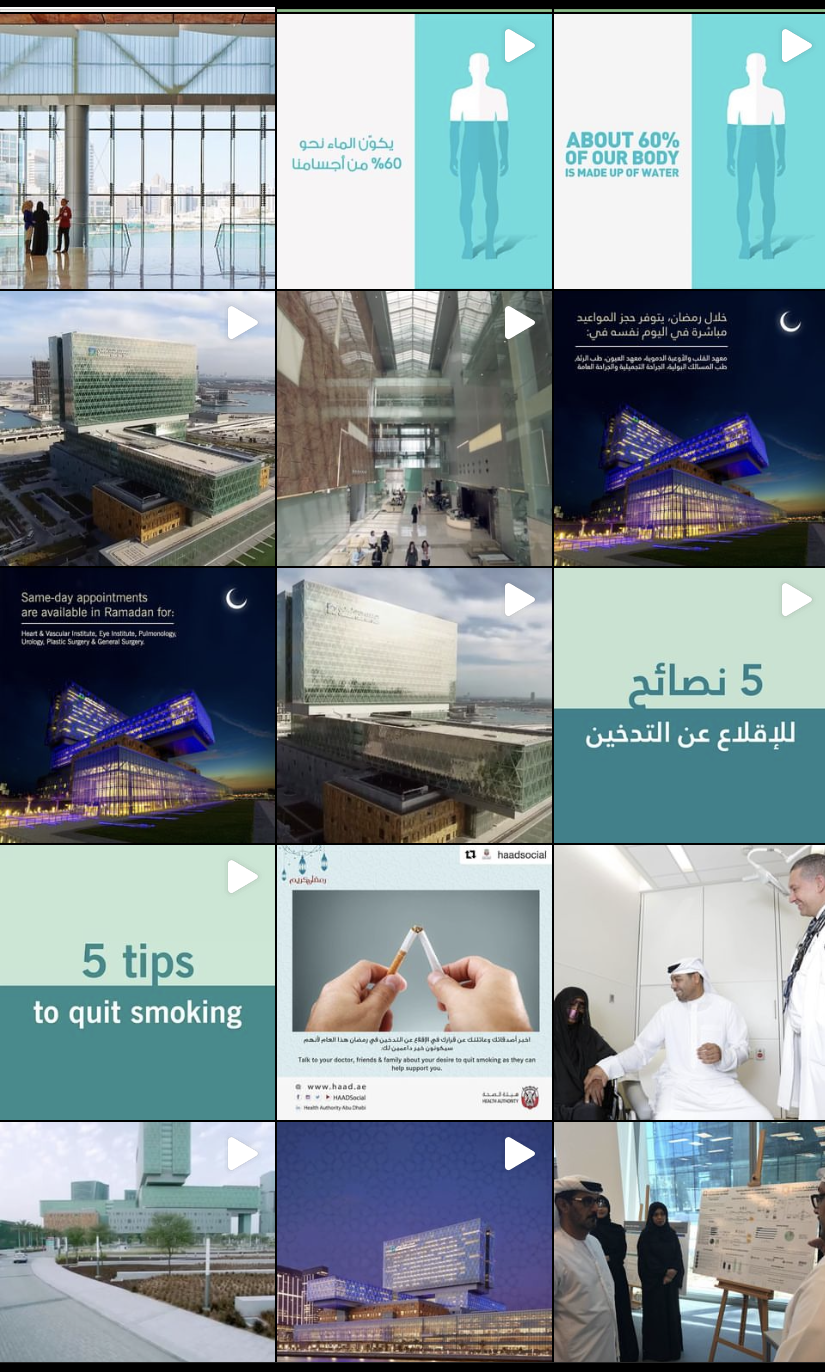 يكوّن الماء نحو
60% من أجسامنا
ABOUT 60%
OF OUR BODY
IS MADE UP OF WATER
خلال رمضان، يتوفر حجز المواعيد
مباشرة في اليوم نفسه في:
معهد القلب والأوعية الدموية، معهد العيون، طب الرئة،
طب المسالك البولية، الجراحة التجميلية والجراحة العامة
Same-day appointments
are available in Ramadan for:
Heart & Vascular Institute, Eye Institute, Pulmonology,
Urology, Plastic Surgery & General Surgery.
5 نصائح
للإقلاع عن التدخين
5 tips
to quit smoking
haadsocial
رمضان كريم
اخبر أصدقائك وعائلتك عن قرارك في الإقلاع عن التدخين في رمضان هذا العام لأنهم
سيكونون خير داعمين لك.
Talk to your doctor, friends & family about your desire to quit smoking as they can
help support you.
www.haad.ae
HAADSocial
Health Authority Abu Dhabi
هيئة الصحة
HEALTH AUTHORITY